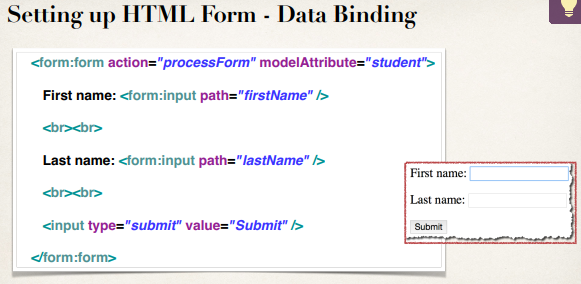 Setting up HTML Form - Data Binding
<form:form action="processForm" modelAttribute="student">
First name: <form:input path="firstName" />
<br><br>
Last name: <form:input path="lastName" />
<br><br>
<input type="submit" value="Submit" />
</form:form>
First name:
Last name:
Submit